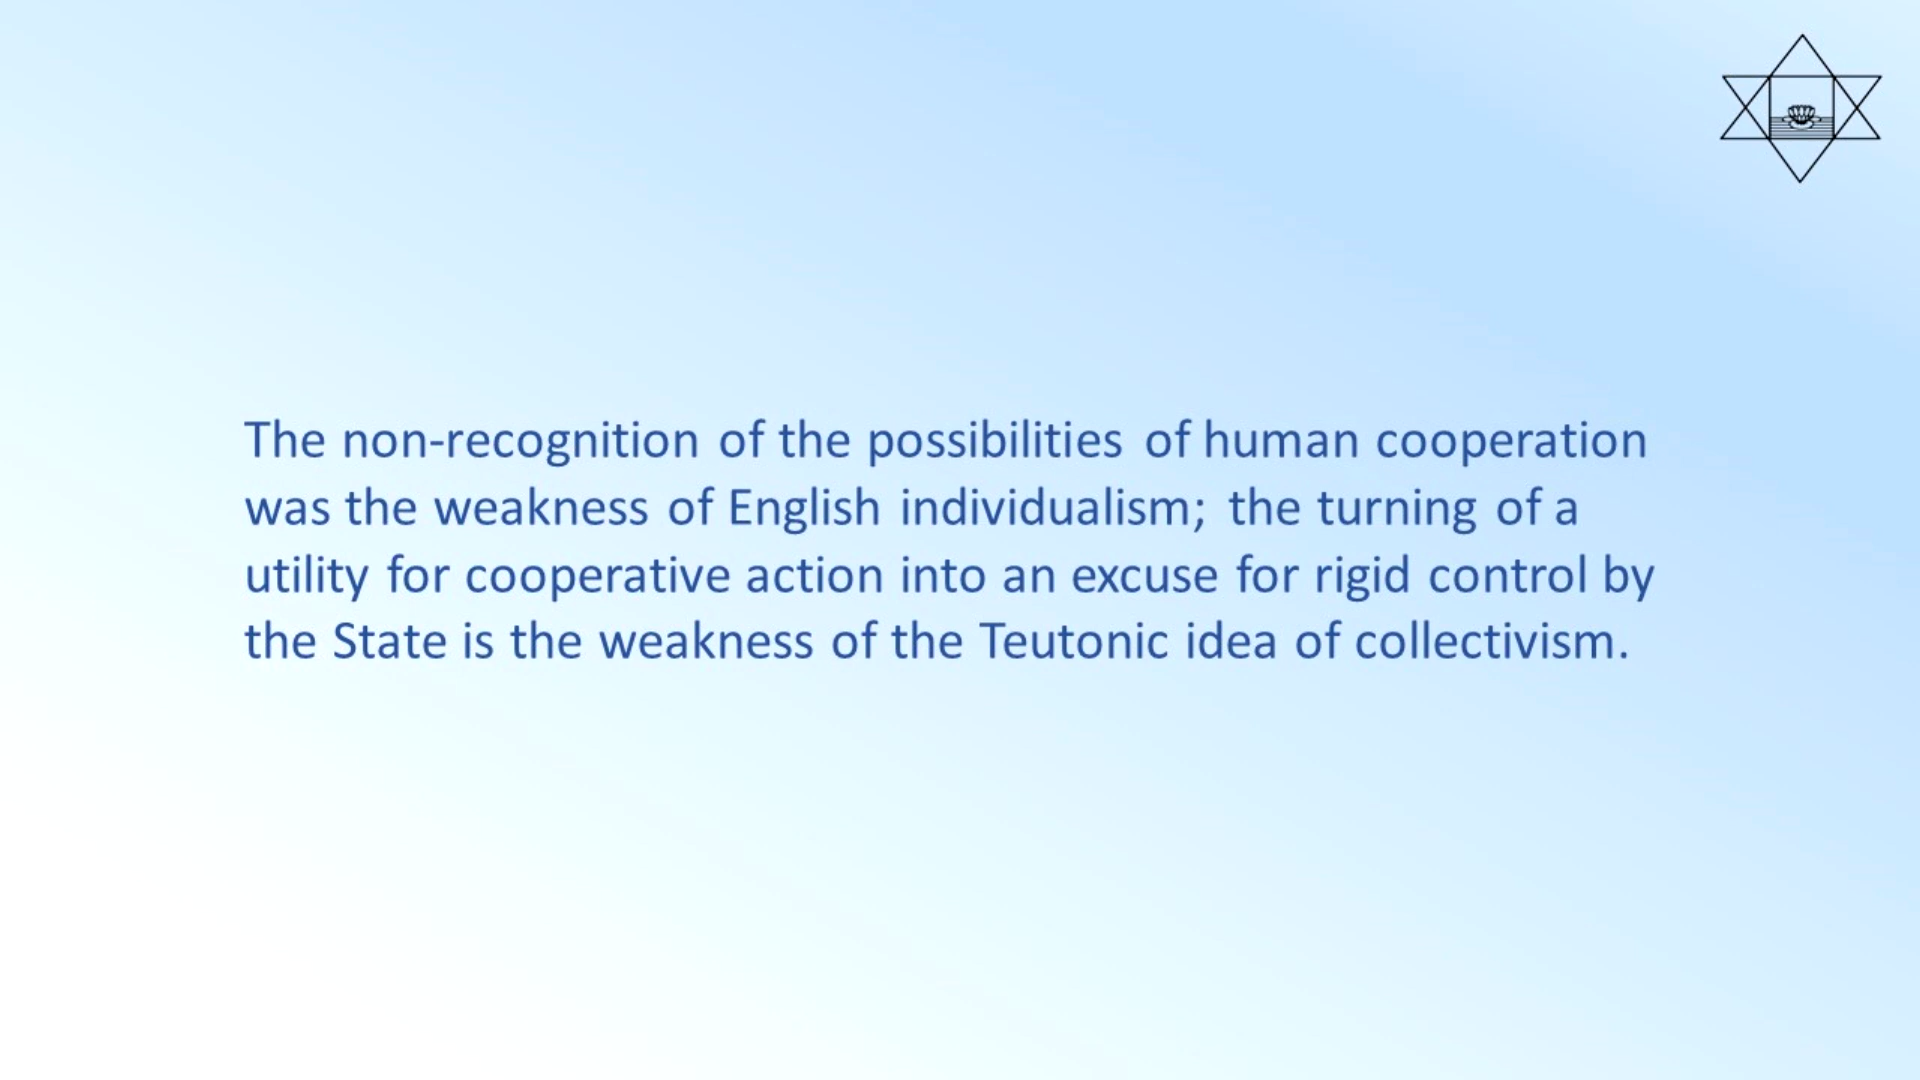 The non-recognition of the possibilities of human cooperation
was the weakness of English individualism; the turning of a
utility for cooperative action into an excuse for rigid control by
the State is the weakness of the Teutonic idea of collectivism.